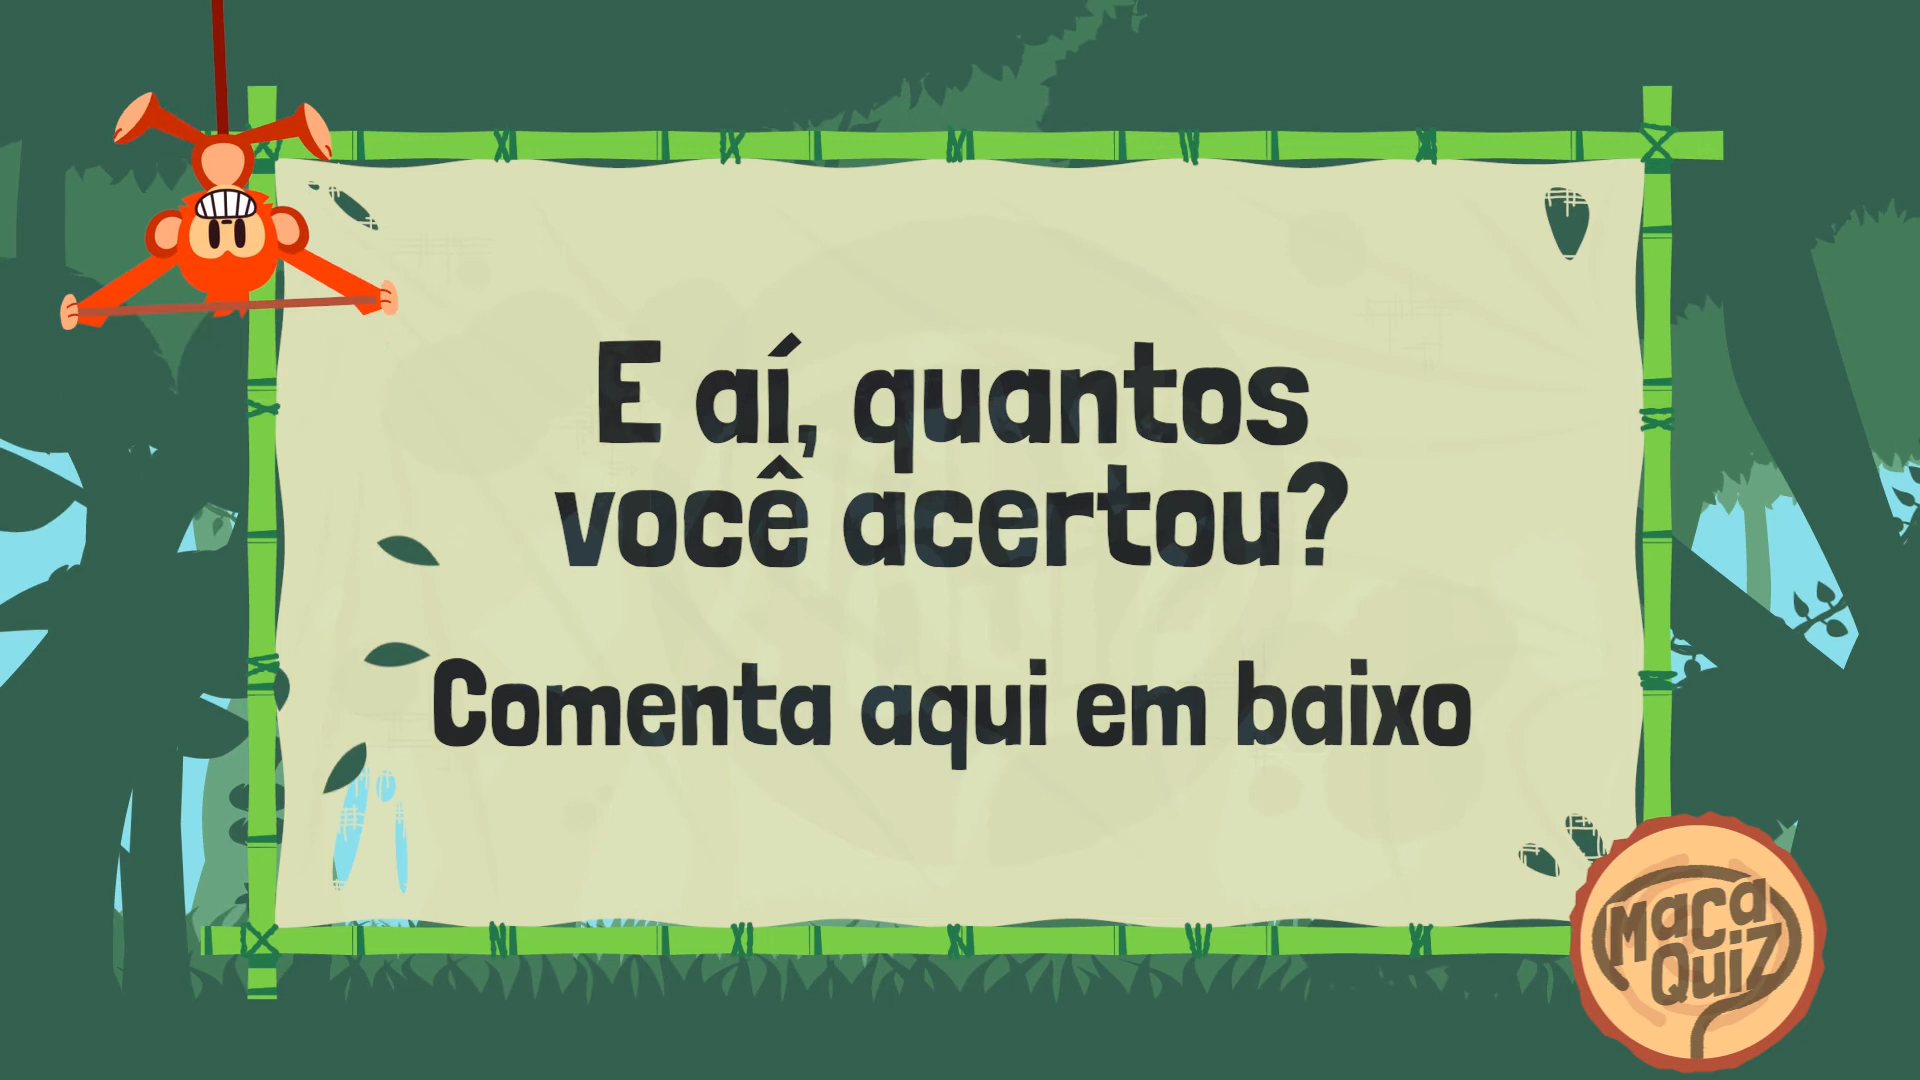 E aí, quantos
você acertou?
Comenta aqui em baixo
Maca
Quiz